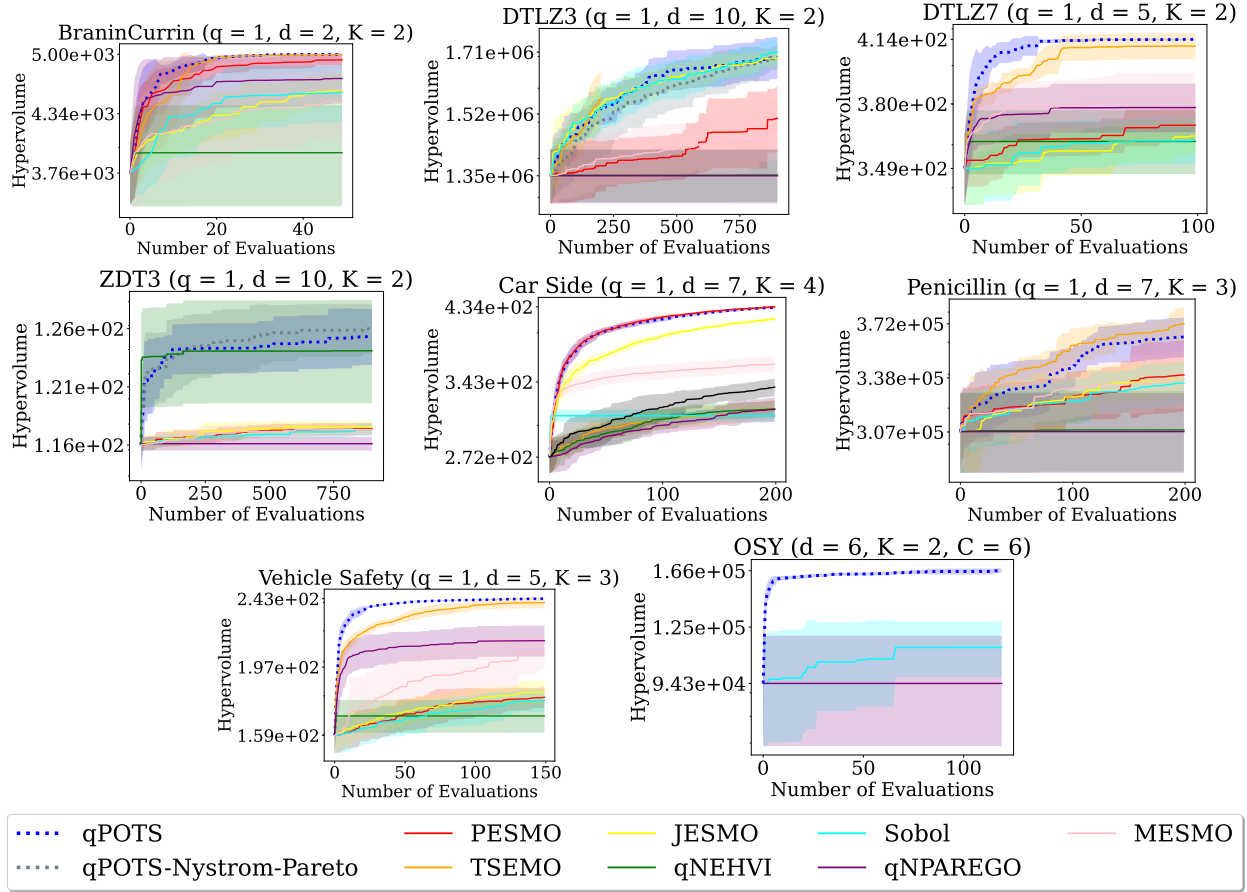 BraninCurrin (q = 1, d = 2, K = 2)
Hypervolume
5.00e+03
4.34e+03
3.76e+03
0 20 40
Number of Evaluations
DTLZ3 (q = 1, d = 10, K = 2)
Hypervolume
1.71e+06
1.52e+06
1.35e+06
0 250 500 750
Number of Evaluations
DTLZ7 (q = 1, d = 5, K = 2)
Hypervolume
4.14e+02
3.80e+02
3.49e+02
0 50 100
Number of Evaluations
ZDT3 (q = 1, d = 10, K = 2)
Hypervolume
1.26e+02
1.21e+02
1.16e+02
0 250 500 750
Number of Evaluations
Car Side (q = 1, d = 7, K = 4)
Hypervolume
4.34e+02
3.43e+02
2.72e+02
0 100 200
Number of Evaluations
Penicillin (q = 1, d = 7, K = 3)
Hypervolume
3.72e+05
3.38e+05
3.07e+05
0 100 200
Number of Evaluations
Vehicle Safety (q = 1, d = 5, K = 3)
Hypervolume
2.43e+02
1.97e+02
1.59e+02
0 50 100 150
Number of Evaluations
OSY (d = 6, K = 2, C = 6)
Hypervolume
1.66e+05
1.25e+05
9.43e+04
0 50 100
Number of Evaluations
qPOTS PESMO JESMO Sobol MESMO
qPOTS-Nystrom-Pareto TSEMO qNEHVI qNPAREGO